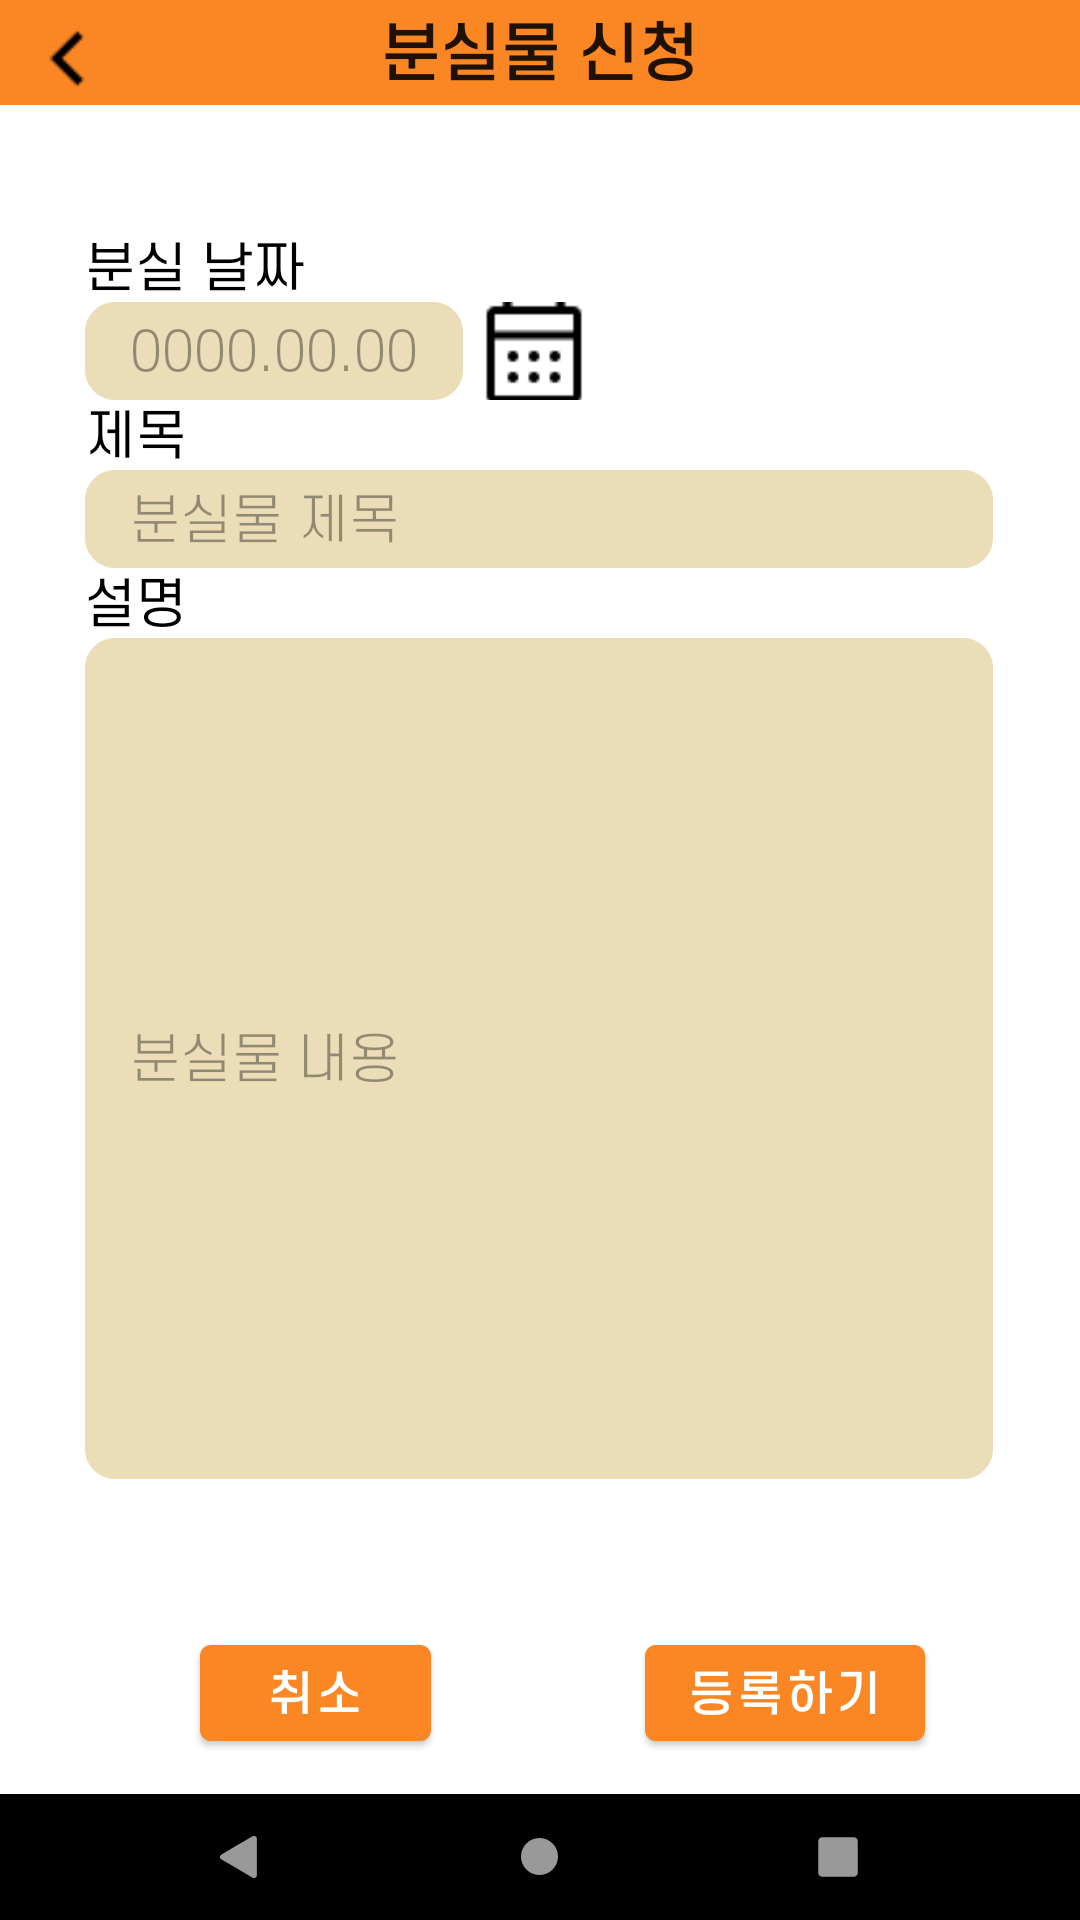 분실물 신청
분실 날짜
0000.00.00
제목
분실물 제목
설명
분실물 내용
취소
등록하기